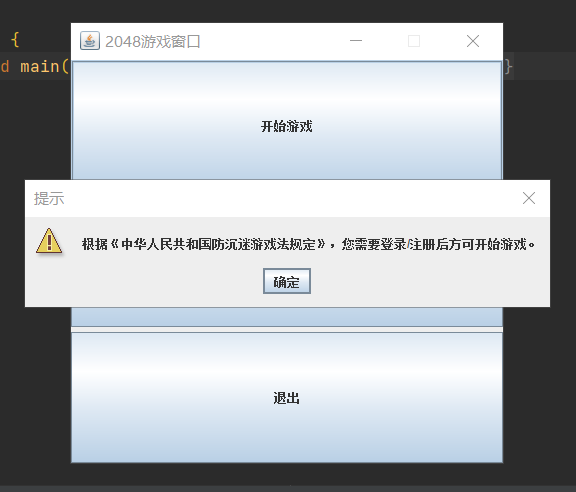 {
d main(
}
2048游戏窗口
开始游戏
提示
根据《中华人民共和国防沉迷游戏法规定》，您需要登录/注册后方可开始游戏。
确定
退出